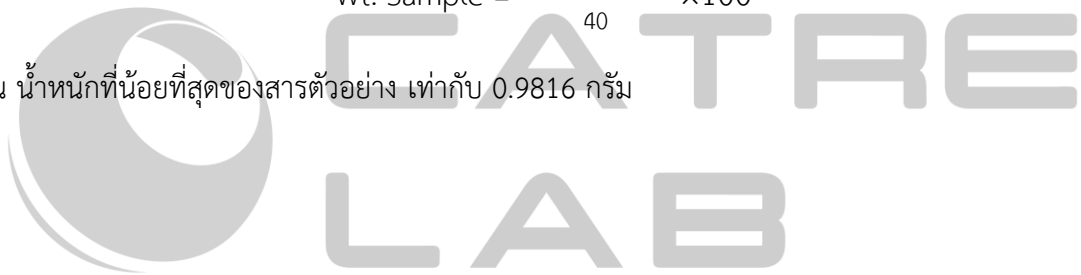 Wt. Sample = ×100
40
น้ำหนักที่น้อยที่สุดของสารตัวอย่าง เท่ากับ 0.9816 กรัม
CATRE
LAB